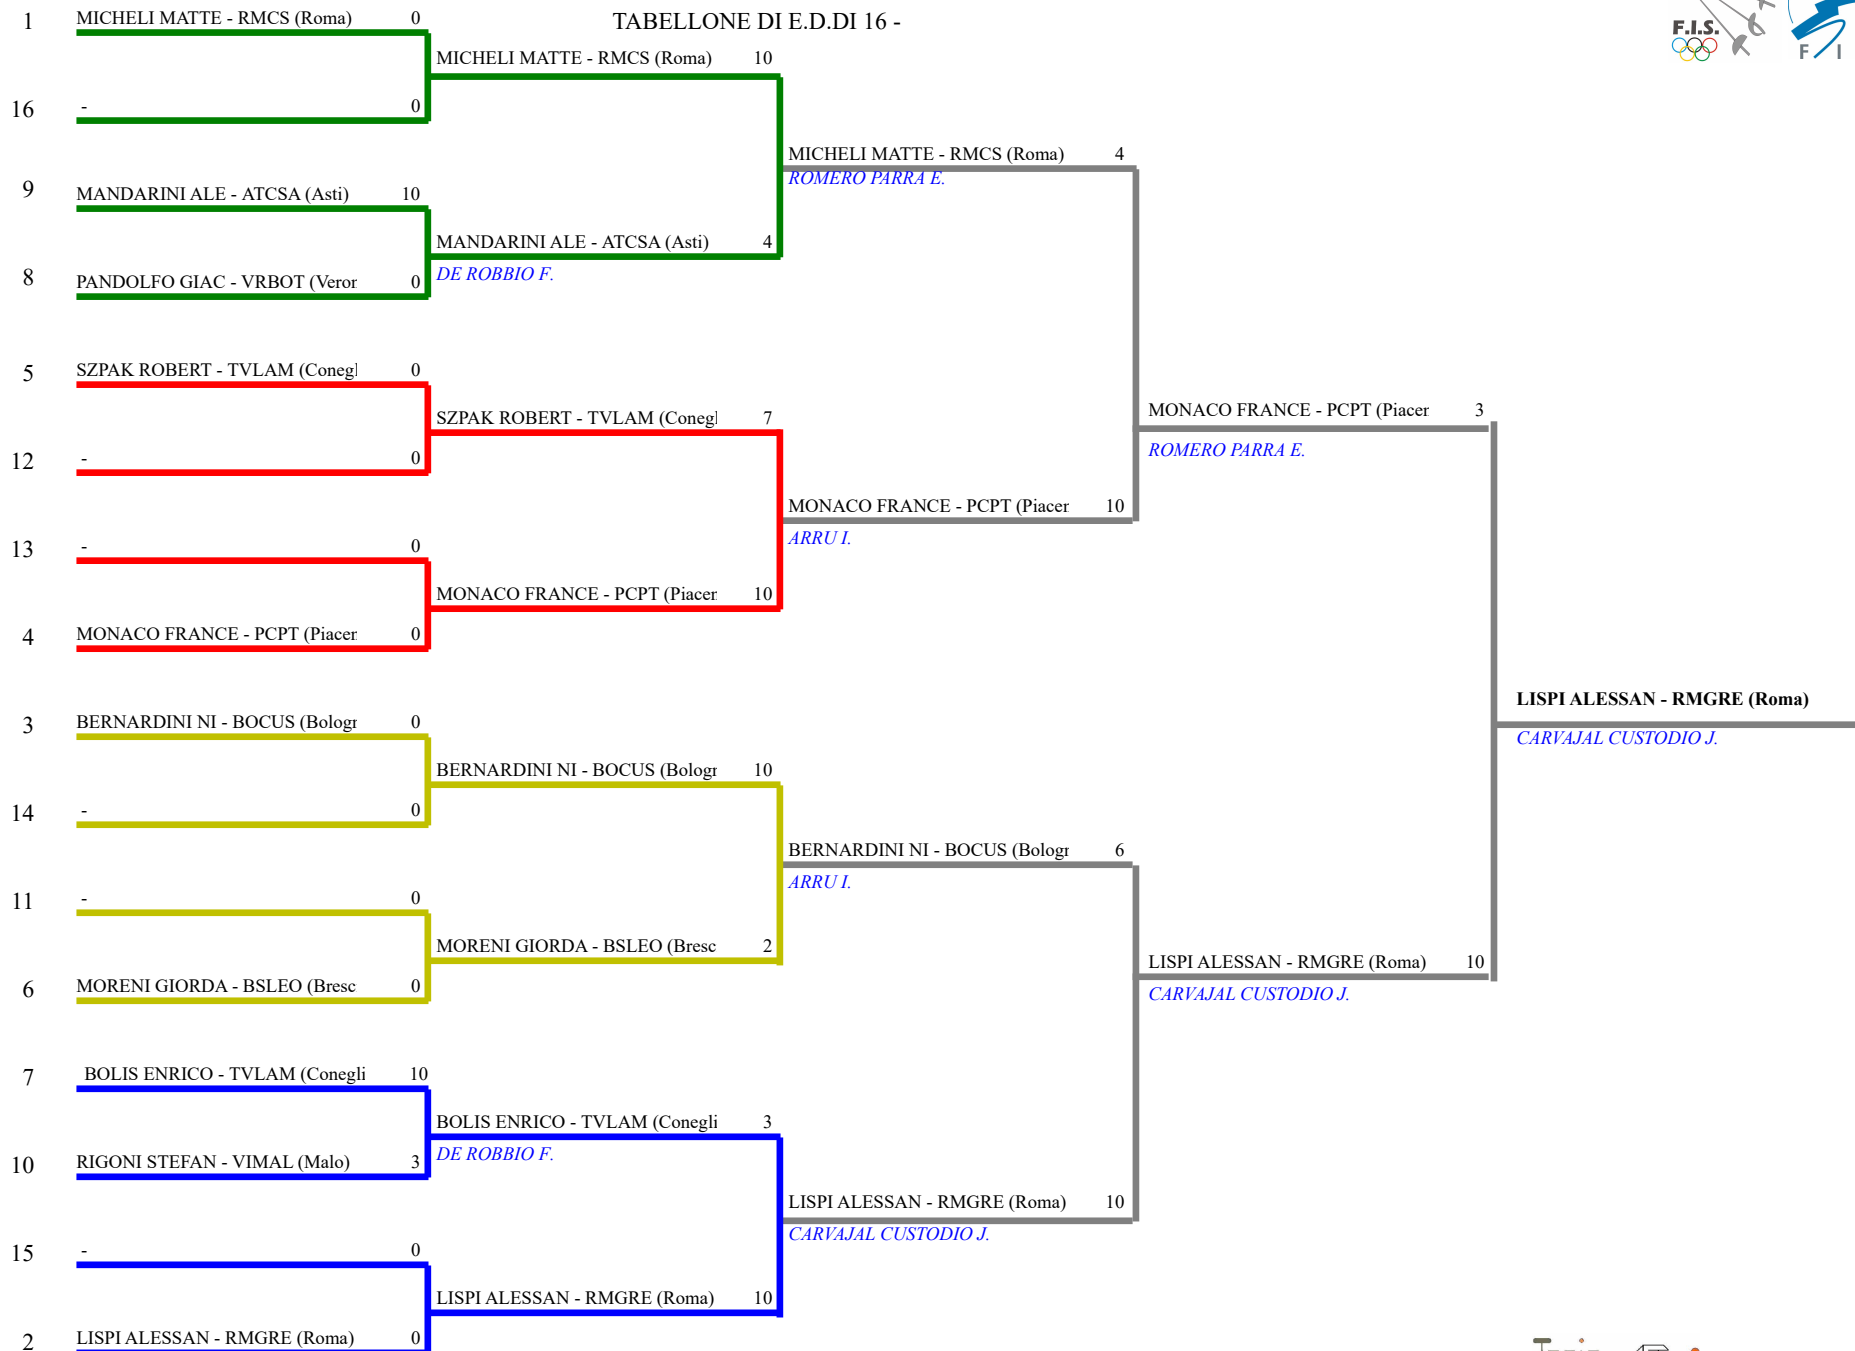 TABELLONE DI E.D.DI 16 -
F.I.S.
F I
1 MICHELI MATTE - RMCS (Roma) 0
MICHELI MATTE - RMCS (Roma) 10
16 - 0
MICHELI MATTE - RMCS (Roma) 4
ROMERO PARRA E.
9 MANDARINI ALE - ATCSA (Asti) 10
MANDARINI ALE - ATCSA (Asti) 4
DE ROBBIO F.
8 PANDOLFO GIAC - VRBOT (Veror 0
5 SZPAK ROBERT - TVLAM (Conegl 0
SZPAK ROBERT - TVLAM (Conegl 7
MONACO FRANCE - PCPT (Piacer 3
ROMERO PARRA E.
12 - 0
MONACO FRANCE - PCPT (Piacer 10
ARRU I.
13 - 0
MONACO FRANCE - PCPT (Piacer 10
4 MONACO FRANCE - PCPT (Piacer 0
LISPI ALESSAN - RMGRE (Roma)
CARVAJAL CUSTODIO J.
3 BERNARDINI NI - BOCUS (Bologr 0
BERNARDINI NI - BOCUS (Bologr 10
14 - 0
BERNARDINI NI - BOCUS (Bologr 6
ARRU I.
11 - 0
MORENI GIORDA - BSLEO (Bresc 2
LISPI ALESSAN - RMGRE (Roma) 10
CARVAJAL CUSTODIO J.
6 MORENI GIORDA - BSLEO (Bresc 0
7 BOLIS ENRICO - TVLAM (Conegli 10
BOLIS ENRICO - TVLAM (Conegli 3
DE ROBBIO F.
10 RIGONI STEFAN - VIMAL (Malo) 3
LISPI ALESSAN - RMGRE (Roma) 10
CARVAJAL CUSTODIO J.
15 - 0
LISPI ALESSAN - RMGRE (Roma) 10
2 LISPI ALESSAN - RMGRE (Roma) 0